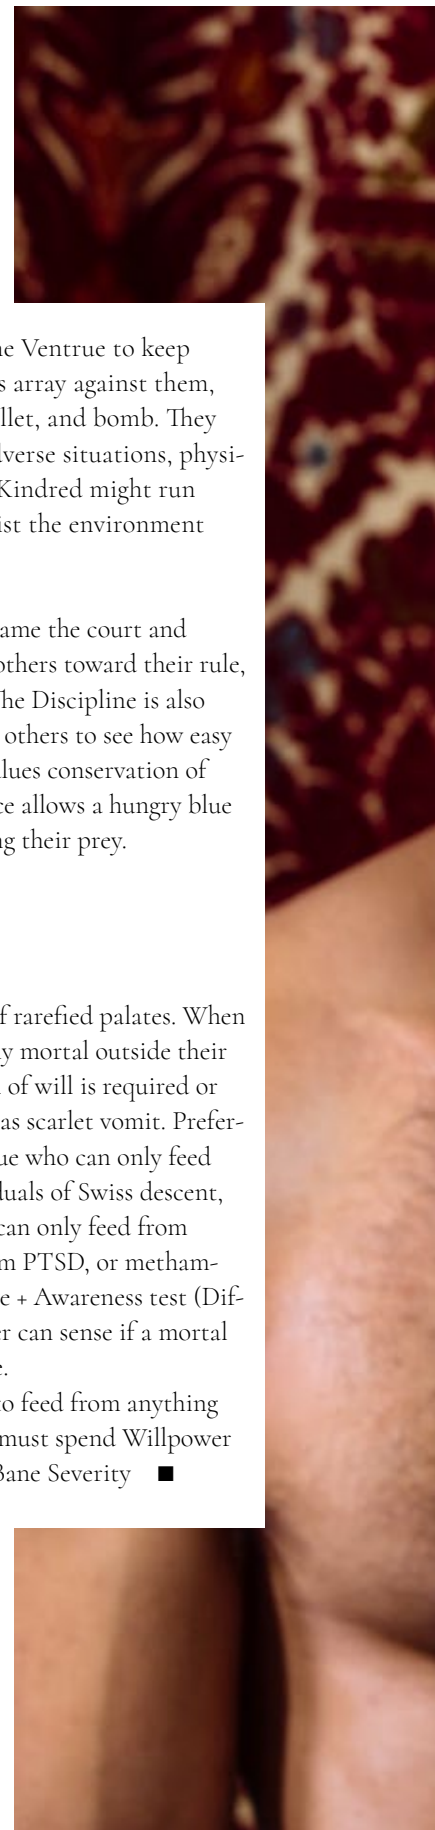 ne Ventrue to keep
s array against them,
llet, and bomb. They
lverse situations, physi-
Kindred might run
ist the environment
ame the court and
others toward their rule,
he Discipline is also
others to see how easy
lues conservation of
ce allows a hungry blue
ng their prey.
f rarefied palates. When
y mortal outside their
of will is required or
as scarlet vomit. Prefer-
ue who can only feed
duals of Swiss descent,
can only feed from
m PTSD, or metham-
e + Awareness test (Dif-
er can sense if a mortal
e.
to feed from anything
must spend Willpower
Bane Severity ■